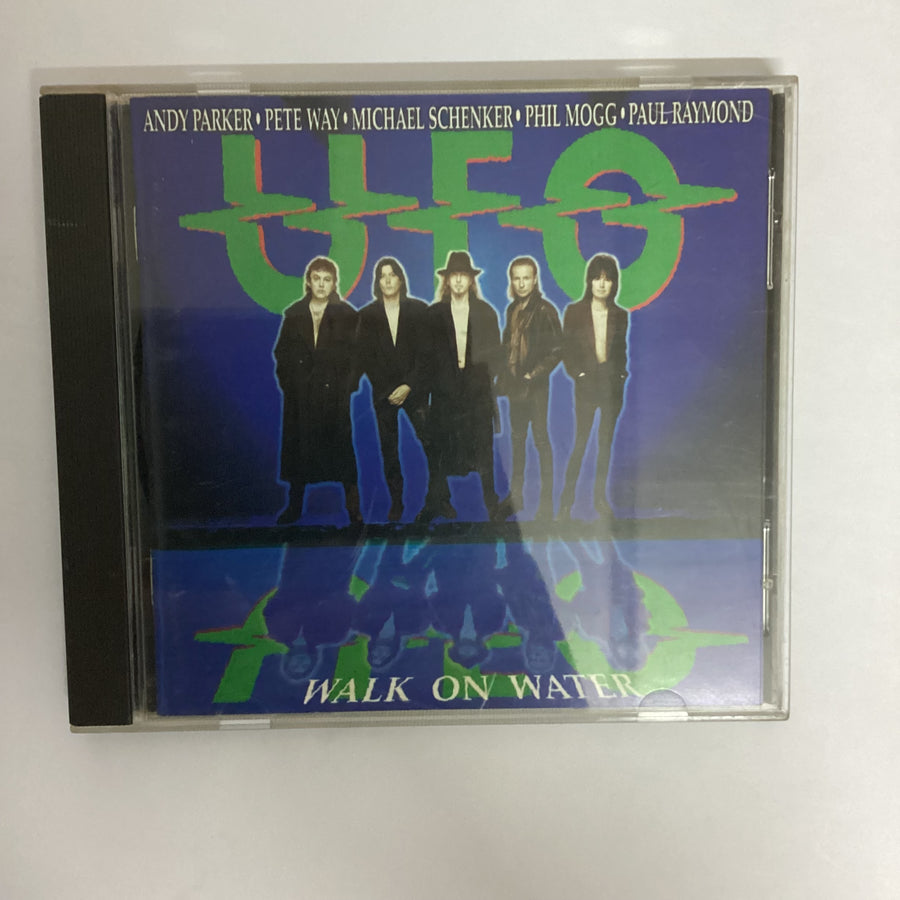 ANDY PARKER • PETE WAY • MICHAEL SCHENKER • PHIL MOGG • PAUL RAYMOND
UFO
WALK ON WATER